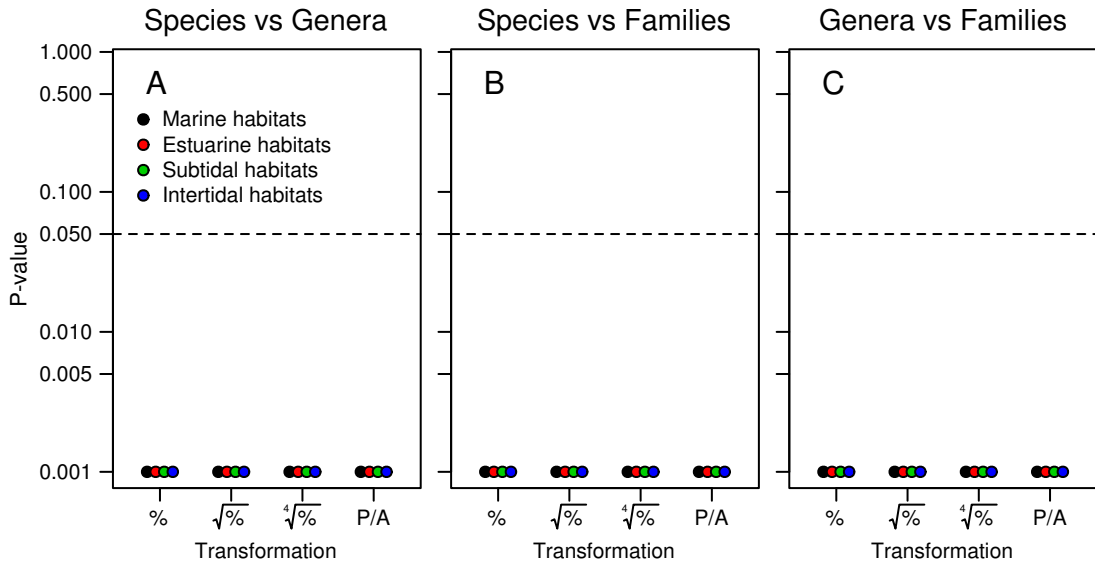 Species vs Genera
Species vs Families
Genera vs Families
A
B
C
Marine habitats
Estuarine habitats
Subtidal habitats
Intertidal habitats
P-value
1.000
0.500
0.100
0.050
0.010
0.005
0.001
% √% ∜% P/A
% √% ∜% P/A
% √% ∜% P/A
Transformation
Transformation
Transformation